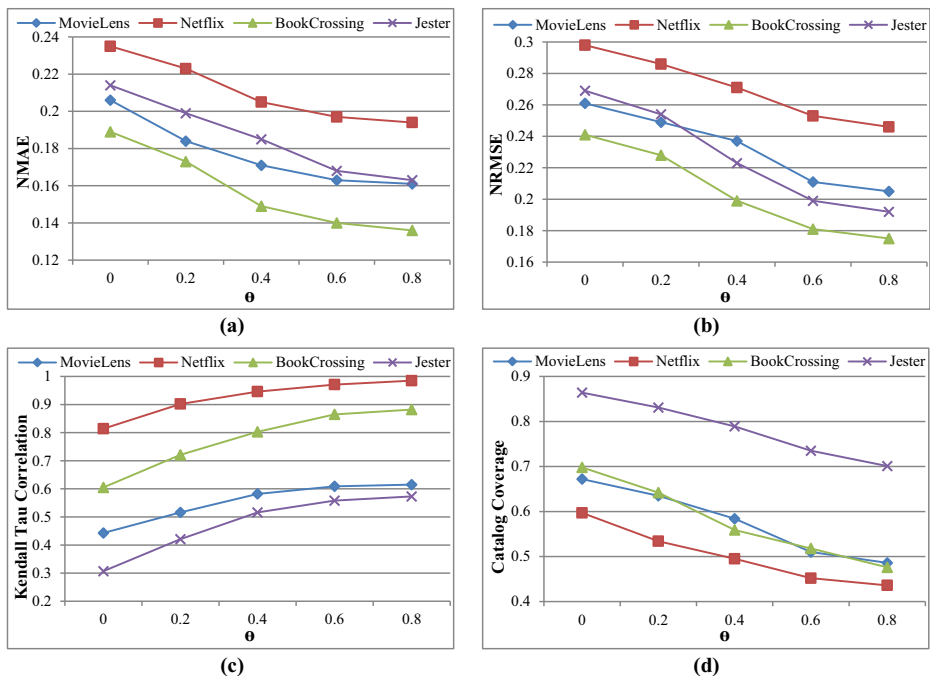 MovieLens Netflix BookCrossing Jester
0.24
0.22
0.2
0.18
0.16
0.14
0.12
NMAE
0 0.2 0.4 0.6 0.8
θ
(a)
MovieLens Netflix BookCrossing Jester
0.3
0.28
0.26
0.24
0.22
0.2
0.18
0.16
NRMSE
0 0.2 0.4 0.6 0.8
θ
(b)
MovieLens Netflix BookCrossing Jester
1
0.9
0.8
0.7
0.6
0.5
0.4
0.3
0.2
Kendall Tau Correlation
0 0.2 0.4 0.6 0.8
θ
(c)
MovieLens Netflix BookCrossing Jester
0.9
0.8
0.7
0.6
0.5
0.4
Catalog Coverage
0 0.2 0.4 0.6 0.8
θ
(d)